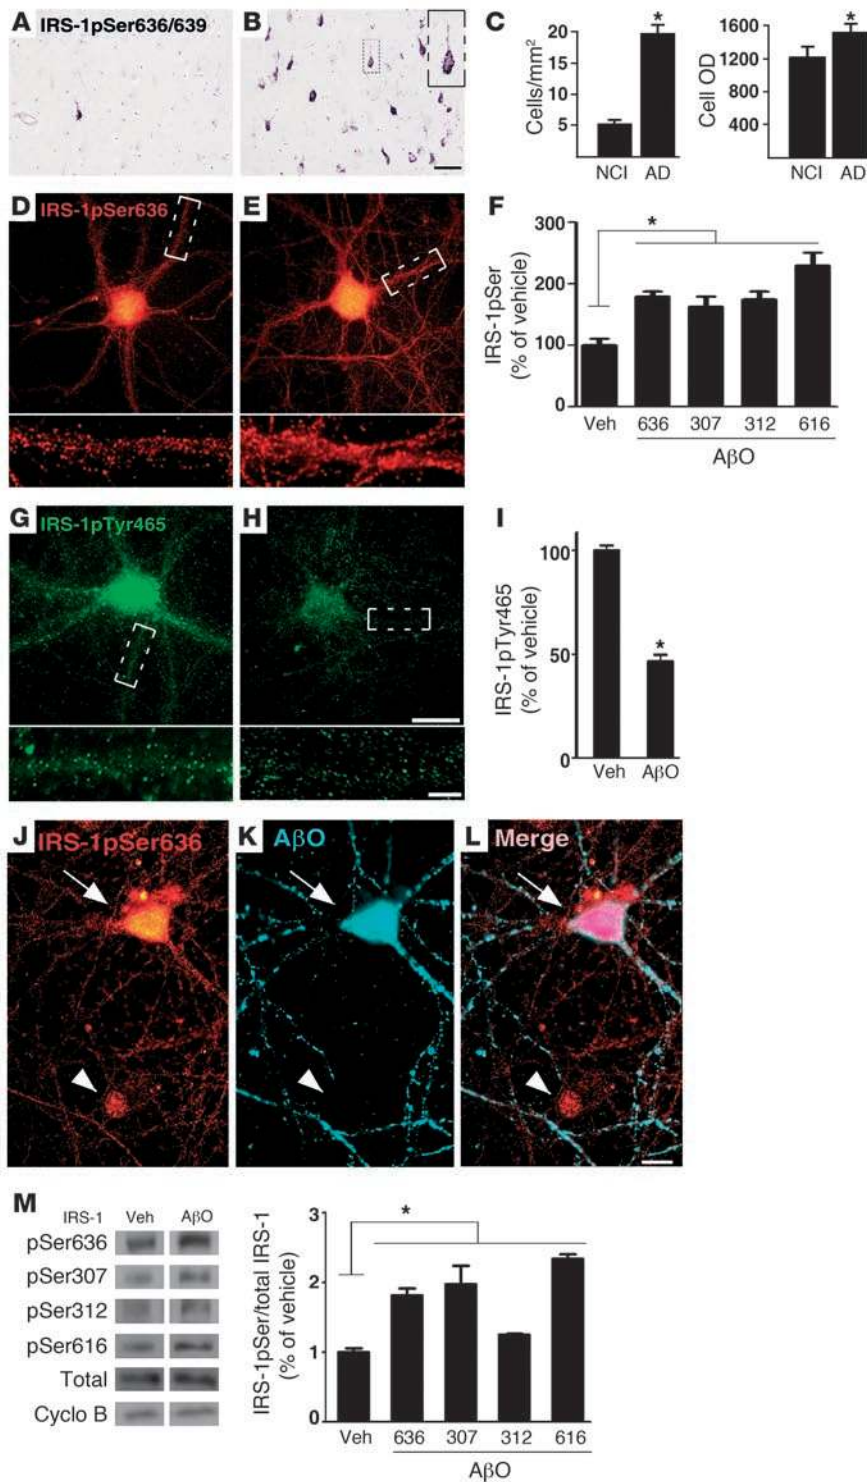 A IRS-1pSer636/639
B
C
Cells/mm²
20
15
10
5
NCI AD
*
Cell OD
1600
1200
800
400
NCI AD
*
D IRS-1pSer636
E
F
IRS-1pSer
(% of vehicle)
300
200
100
0
*
Veh 636 307 312 616
AβO
G IRS-1pTyr465
H
I
IRS-1pTyr465
(% of vehicle)
100
50
0
*
Veh AβO
J IRS-1pSer636
K AβO
L Merge
M
IRS-1 Veh AβO
pSer636
pSer307
pSer312
pSer616
Total
Cyclo B
IRS-1pSer/total IRS-1
(% of vehicle)
3
2
1
0
*
Veh 636 307 312 616
AβO